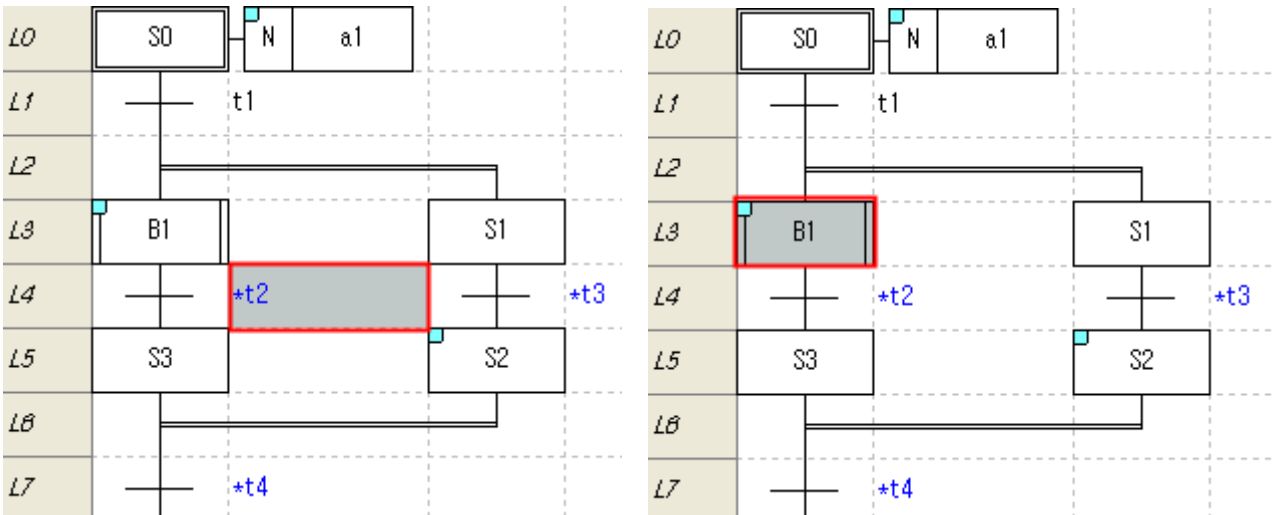 L0 S0 N a1
L1 t1
L2
L3 B1 S1
L4 *t2 *t3
L5 S3 S2
L6
L7 *t4
L0 S0 N a1
L1 t1
L2
L3 B1 S1
L4 *t2 *t3
L5 S3 S2
L6
L7 *t4